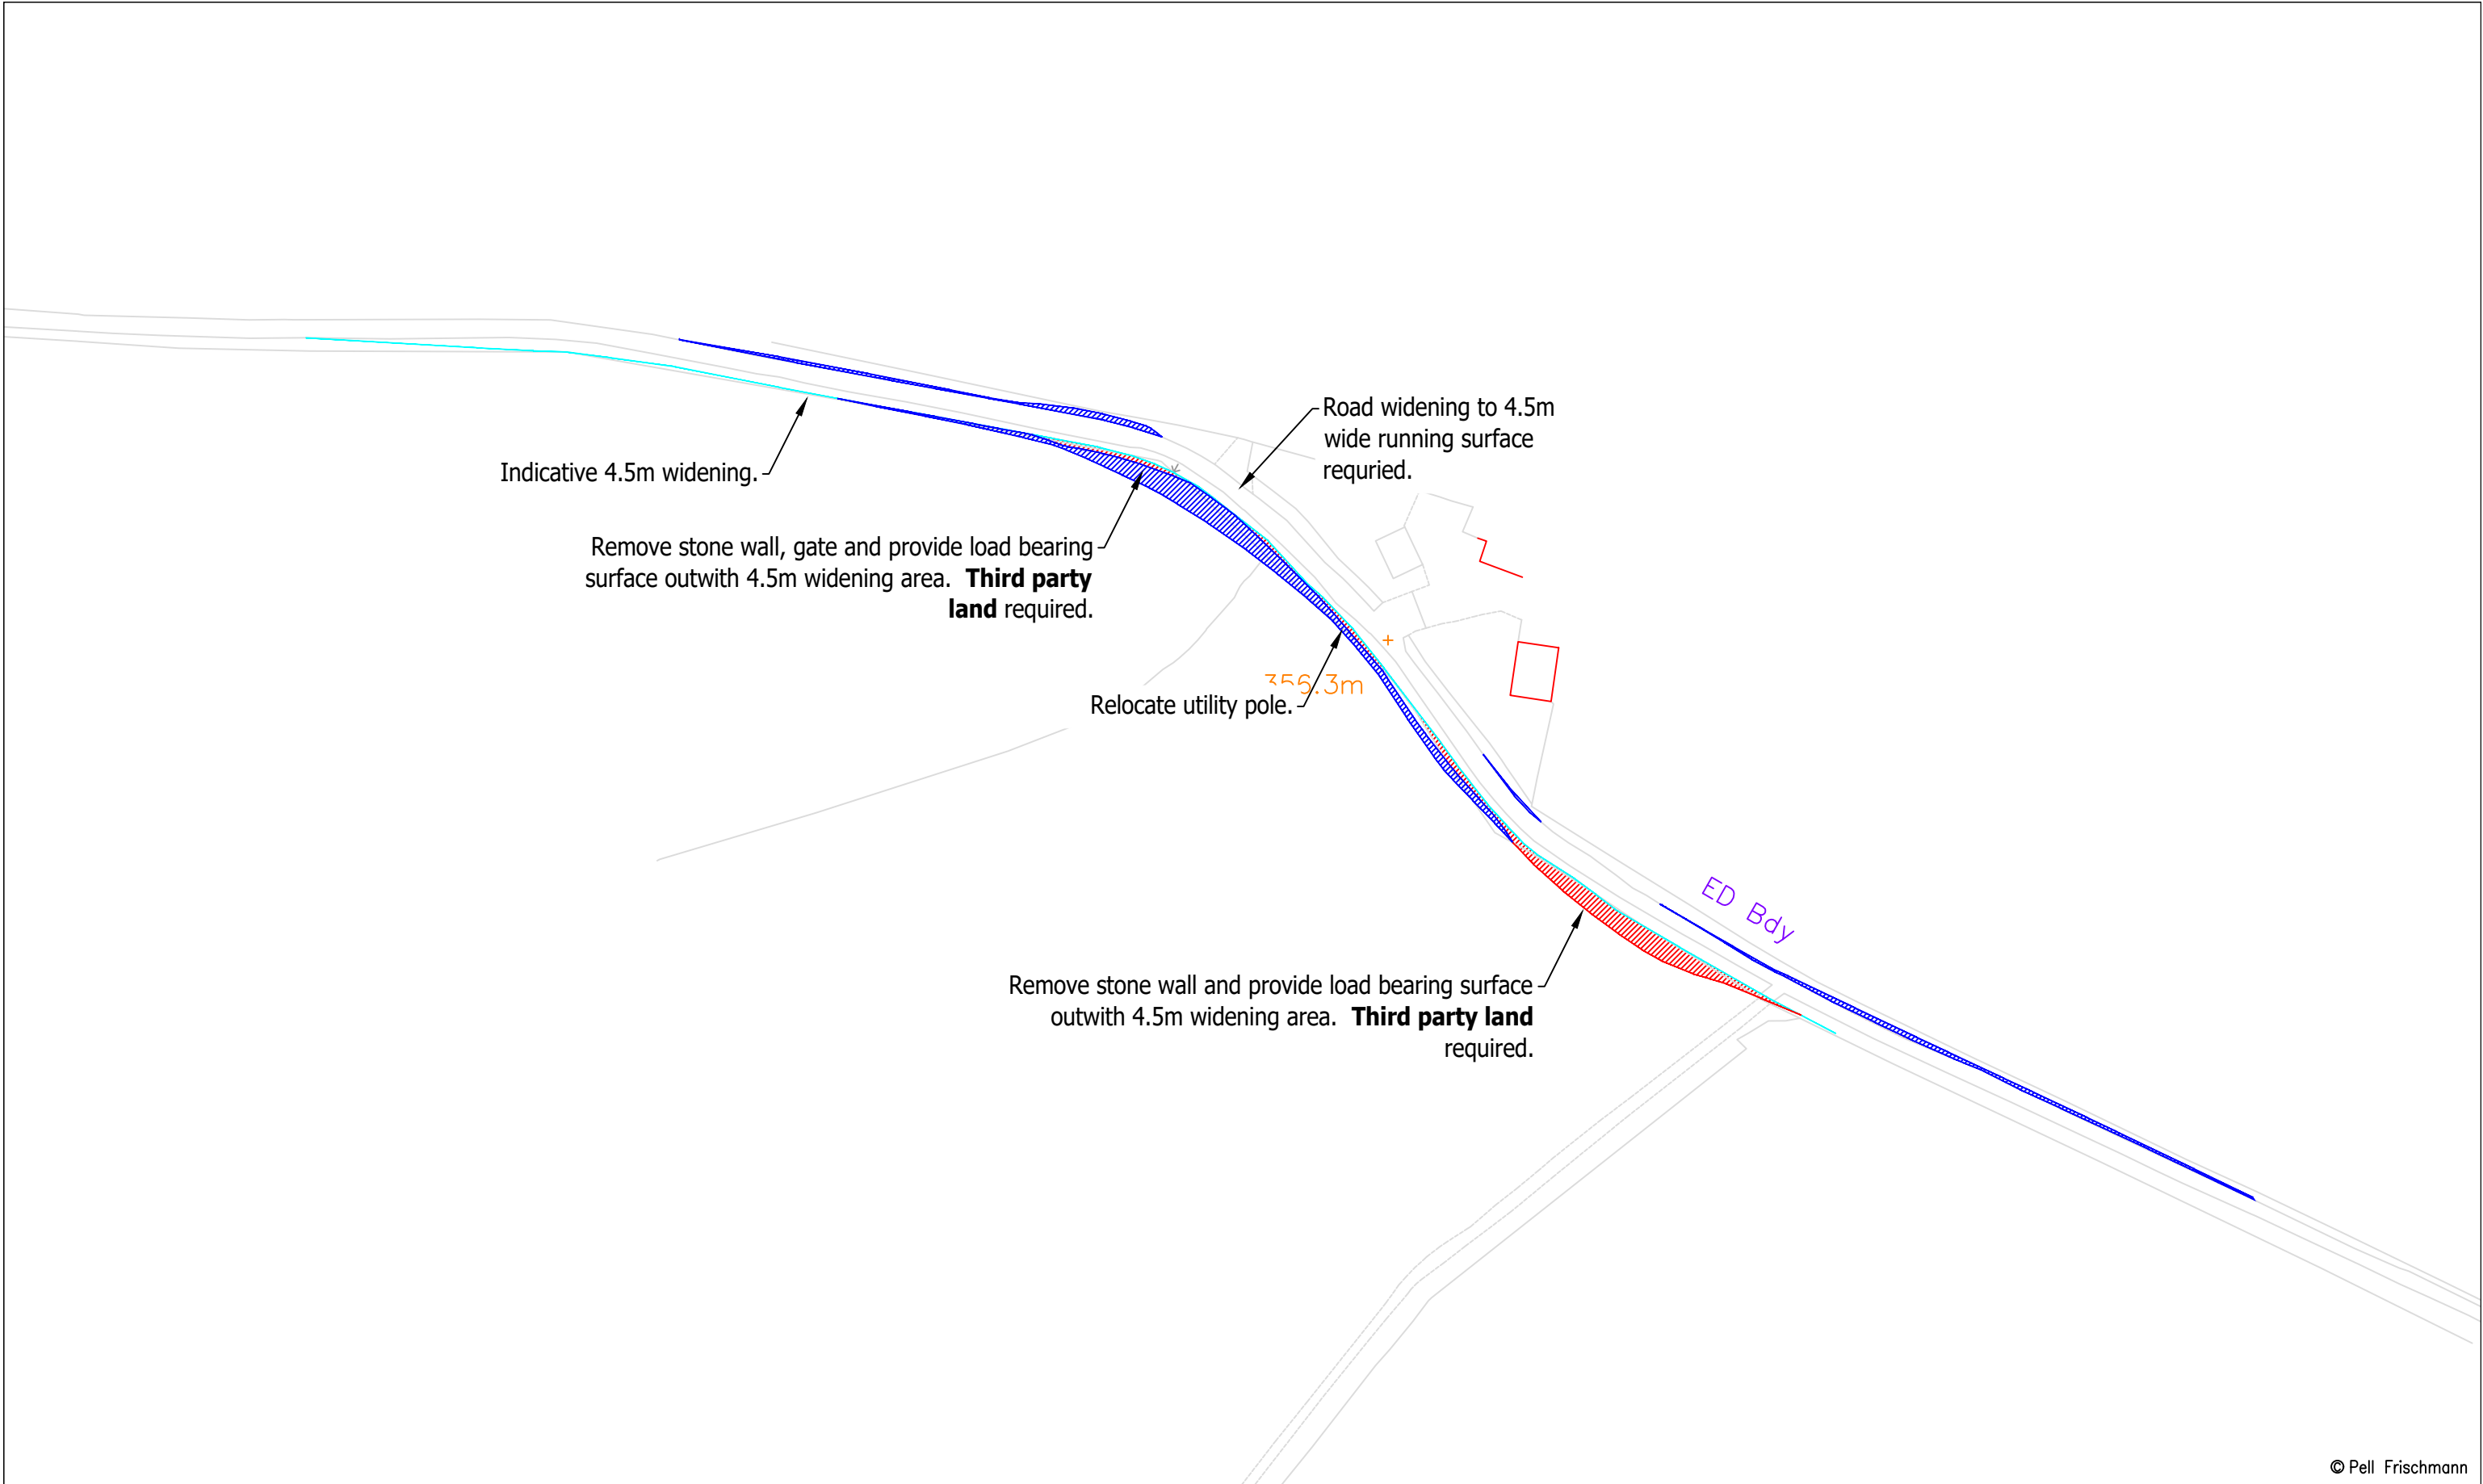 Road widening to 4.5m
wide running surface
requried.
Indicative 4.5m widening.
Remove stone wall, gate and provide load bearing
surface outwith 4.5m widening area. Third party
land required.
356.3m
Relocate utility pole.
ED Bdy
Remove stone wall and provide load bearing surface
outwith 4.5m widening area. Third party land
required.
© Pell Frischmann